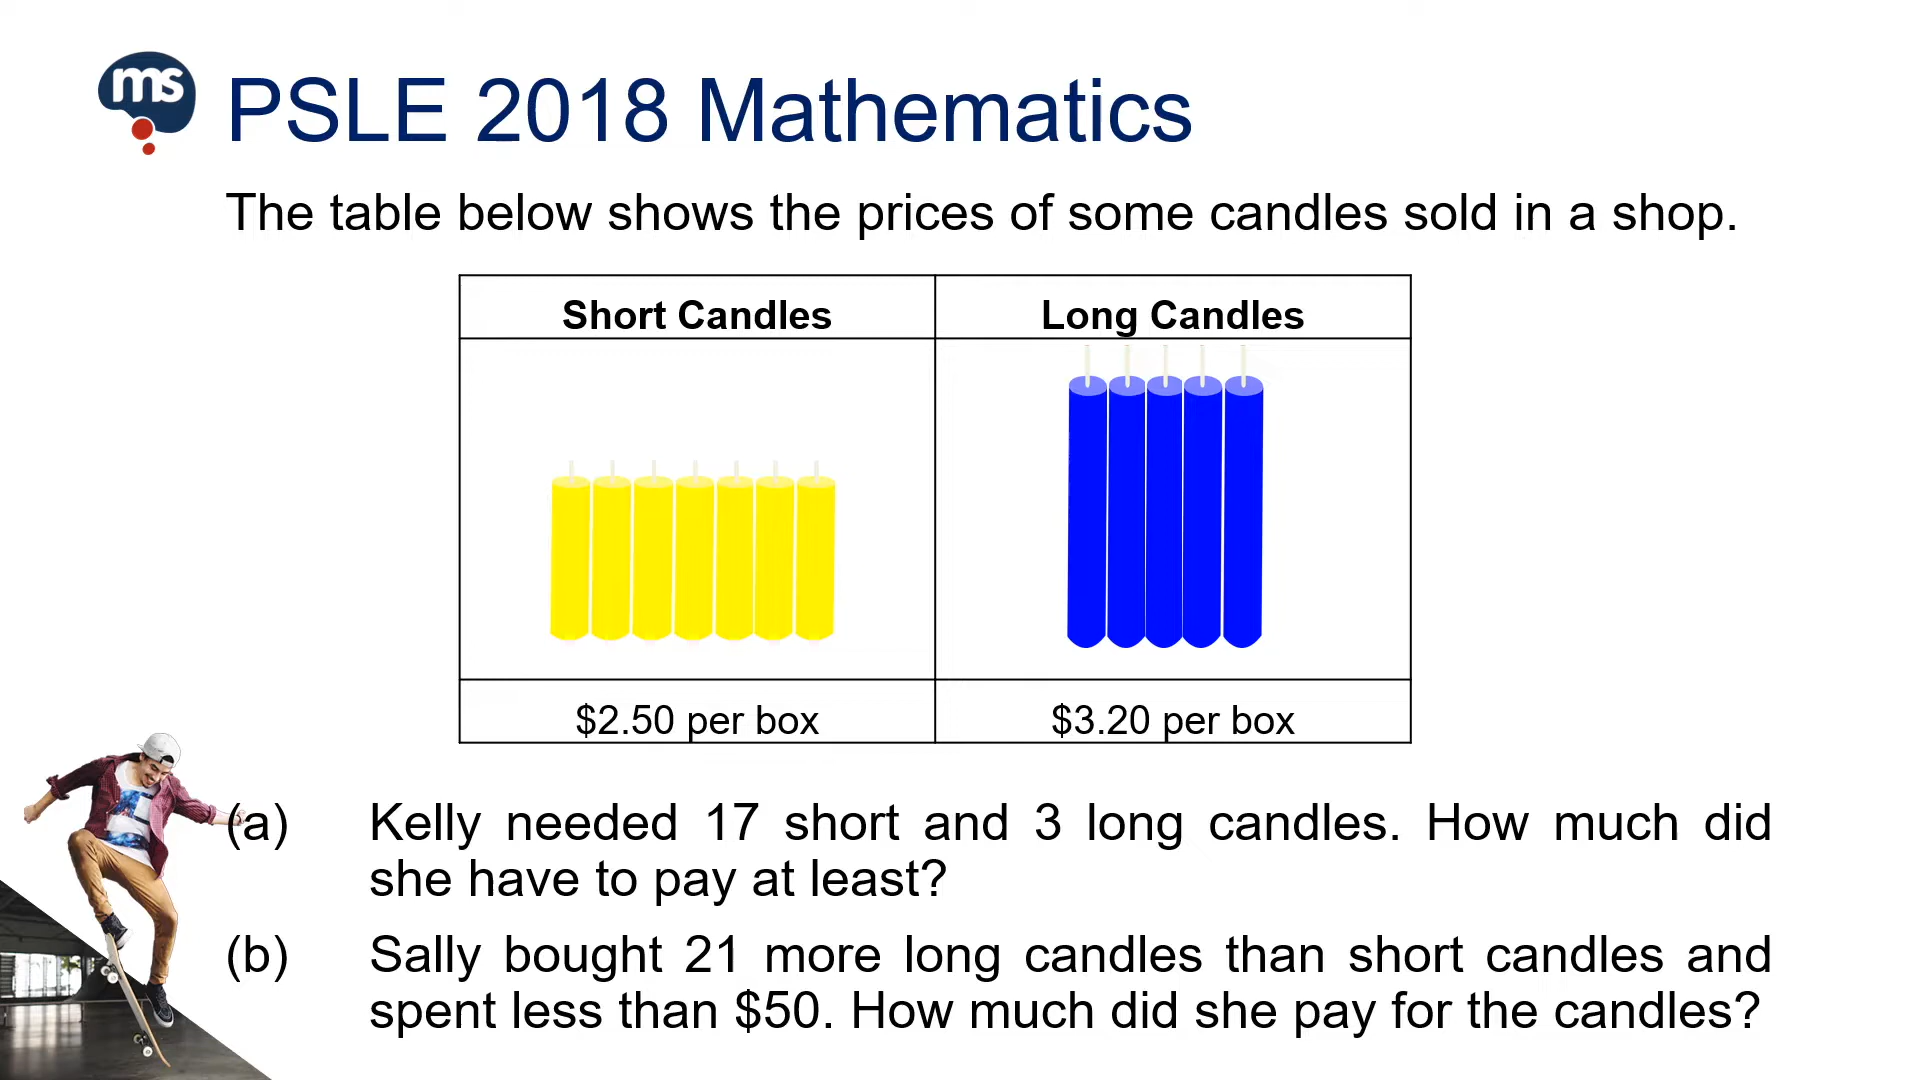 ms
PSLE 2018 Mathematics
The table below shows the prices of some candles sold in a shop.
Short Candles
Long Candles
$2.50 per box
$3.20 per box
(a) Kelly needed 17 short and 3 long candles. How much did
she have to pay at least?
(b) Sally bought 21 more long candles than short candles and
spent less than $50. How much did she pay for the candles?